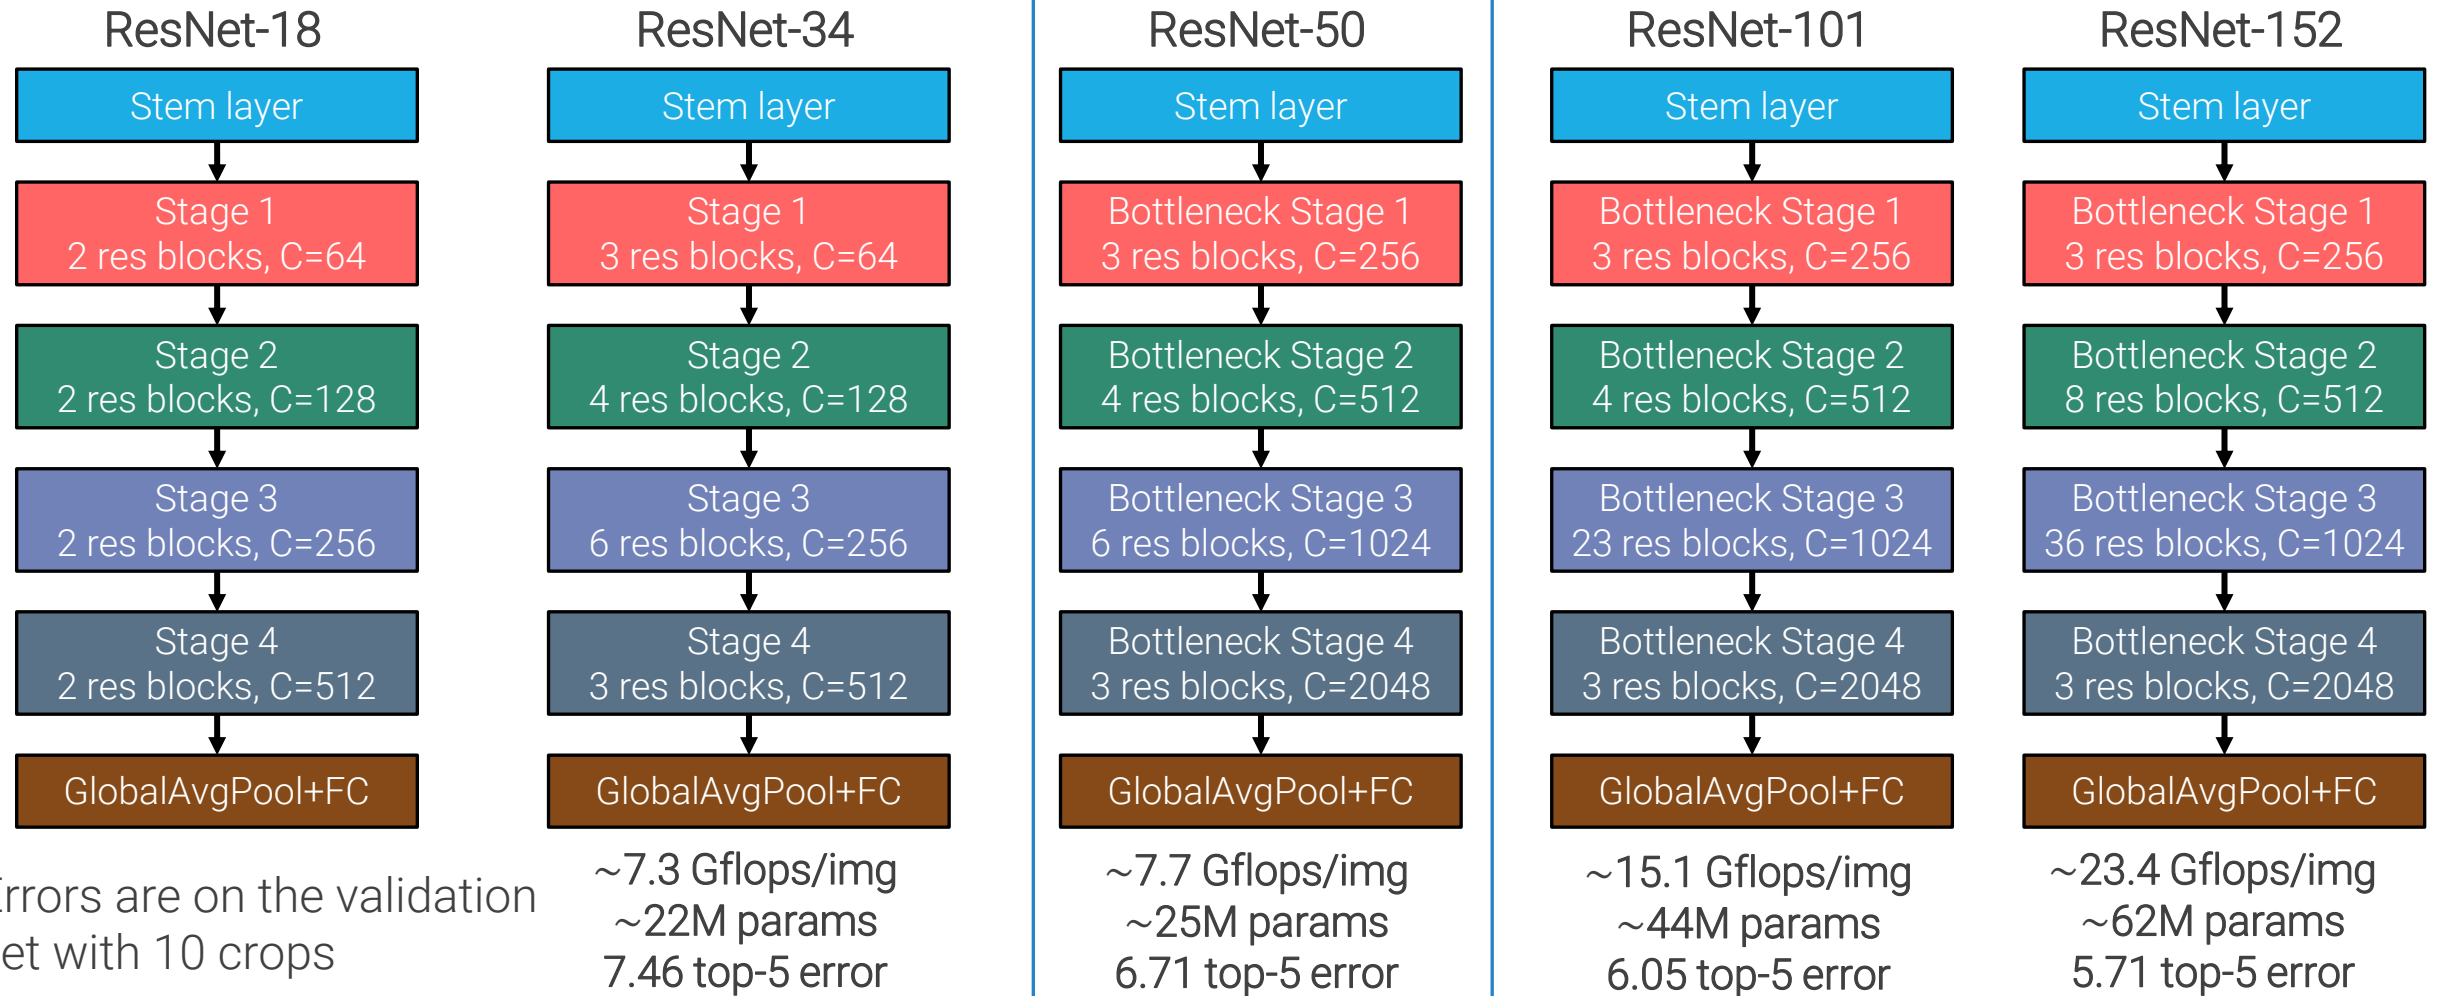 ResNet-18
Stem layer
Stage 1
2 res blocks, C=64
Stage 2
2 res blocks, C=128
Stage 3
2 res blocks, C=256
Stage 4
2 res blocks, C=512
GlobalAvgPool+FC
Errors are on the validation
et with 10 crops
ResNet-34
Stem layer
Stage 1
3 res blocks, C=64
Stage 2
4 res blocks, C=128
Stage 3
6 res blocks, C=256
Stage 4
3 res blocks, C=512
GlobalAvgPool+FC
~7.3 Gflops/img
~22M params
7.46 top-5 error
ResNet-50
Stem layer
Bottleneck Stage 1
3 res blocks, C=256
Bottleneck Stage 2
4 res blocks, C=512
Bottleneck Stage 3
6 res blocks, C=1024
Bottleneck Stage 4
3 res blocks, C=2048
GlobalAvgPool+FC
~7.7 Gflops/img
~25M params
6.71 top-5 error
ResNet-101
Stem layer
Bottleneck Stage 1
3 res blocks, C=256
Bottleneck Stage 2
4 res blocks, C=512
Bottleneck Stage 3
23 res blocks, C=1024
Bottleneck Stage 4
3 res blocks, C=2048
GlobalAvgPool+FC
~15.1 Gflops/img
~44M params
6.05 top-5 error
ResNet-152
Stem layer
Bottleneck Stage 1
3 res blocks, C=256
Bottleneck Stage 2
8 res blocks, C=512
Bottleneck Stage 3
36 res blocks, C=1024
Bottleneck Stage 4
3 res blocks, C=2048
GlobalAvgPool+FC
~23.4 Gflops/img
~62M params
5.71 top-5 error